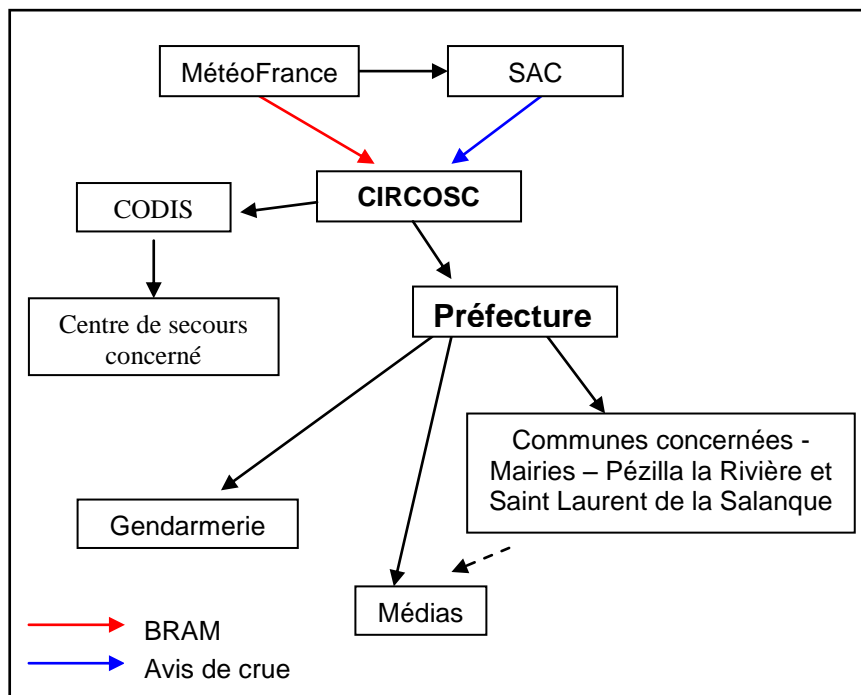 MétéoFrance
SAC
CIRCOSC
CODIS
Préfecture
Centre de secours
concerné
Communes concernées -
Mairies – Pézilla la Rivière et
Saint Laurent de la Salanque
Gendarmerie
Médias
BRAM
Avis de crue